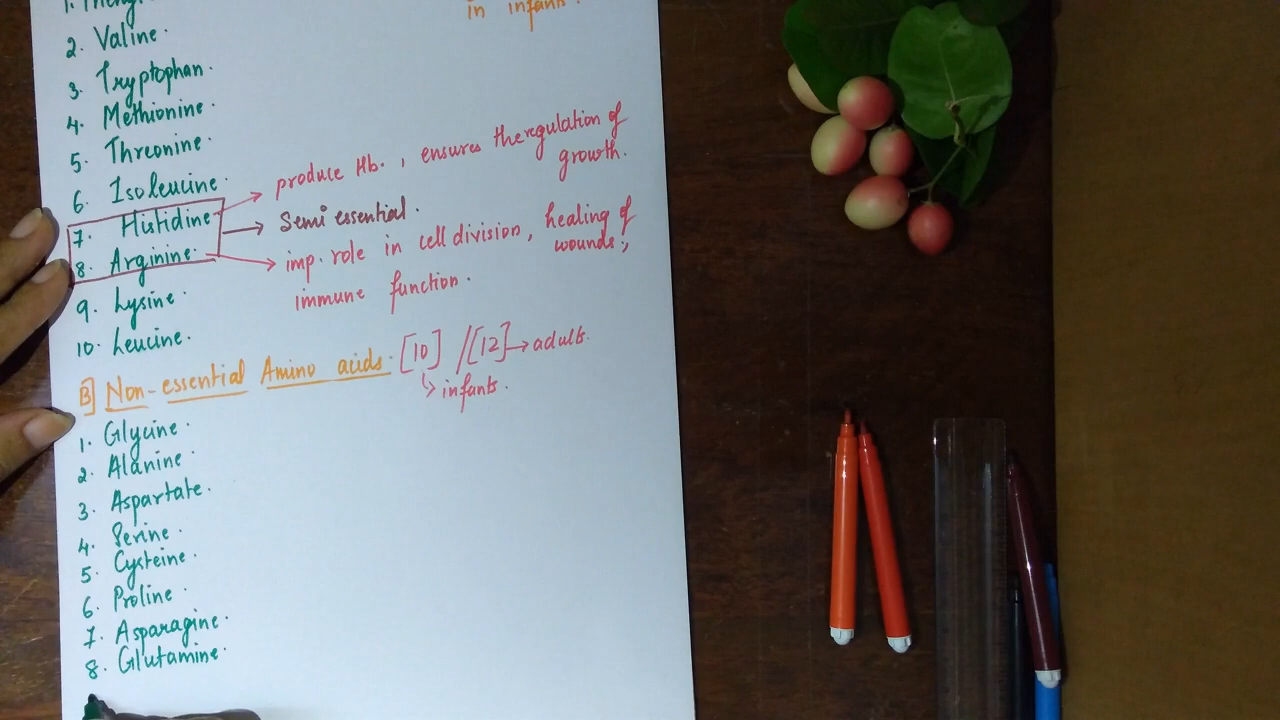 in infants.
2. Valine.
3. Tryptophan.
4. Methionine.
5. Threonine.
6. Isoleucine.
produce Hb., ensures the regulation of
growth.
7. Histidine
Semi essential.
8. Arginine.
imp. role in cell division, healing of
wounds;
immune function.
9. Lysine.
10. Leucine.
B] Non-essential Amino acids. [10] / [12] → adult.
↳ infants.
1. Glycine.
2. Alanine.
3. Aspartate.
4. Serine.
5. Cysteine.
6. Proline.
7. Asparagine.
8. Glutamine.